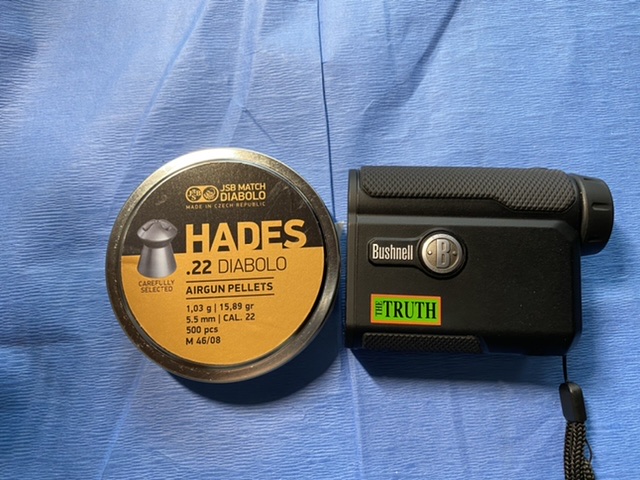 JSB MATCH
DIABOLO
MADE IN CZECH REPUBLIC
HADES
.22 DIABOLO
CAREFULLY
SELECTED
AIRGUN PELLETS
1,03 g | 15,89 gr
5.5 mm | CAL. 22
500 pcs
M 46/08
Bushnell B
THE TRUTH